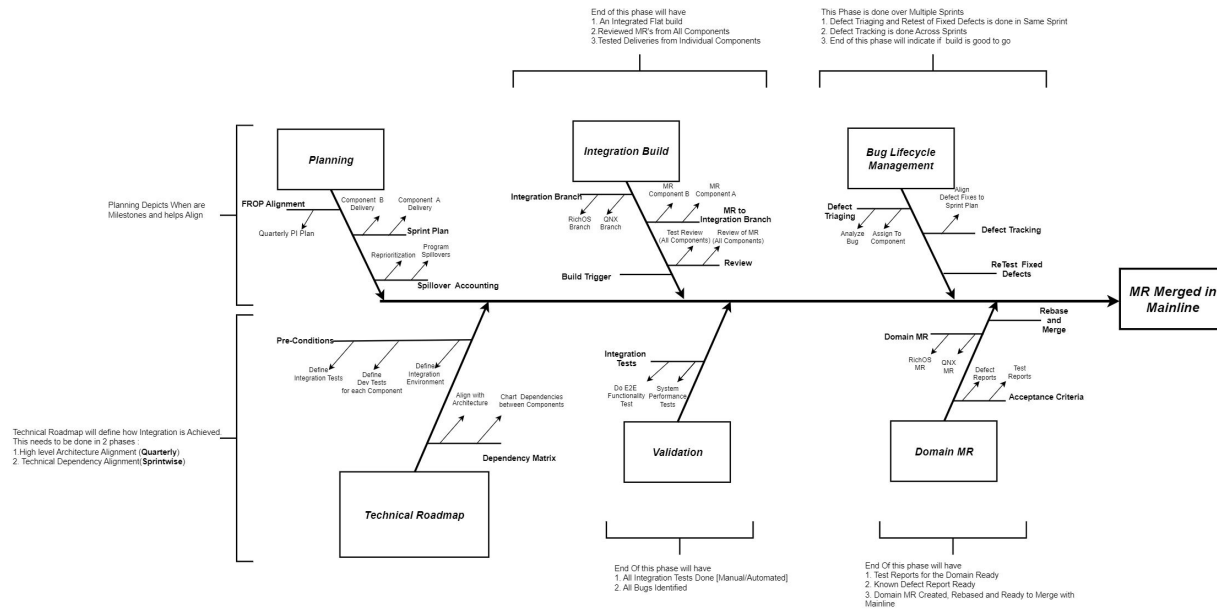 End of this phase will have
1. An Integrated Flat build
2.Reviewed MR's from All Components
3.Tested Deliveries from Individual Components
This Phase is done over Multiple Sprints
1. Defect Triaging and Retest of Fixed Defects is done in Same Sprint
2. Defect Tracking is done Across Sprints
3. End of this phase will indicate if build is good to go
Planning Depicts When are
Milestones and helps Align
Planning
FROP Alignment
Quarterly PI Plan
Component B
Delivery
Component A
Delivery
Sprint Plan
Reprioritization
Program
Spillovers
Spillover Accounting
Integration Build
Integration Branch
RichOS
Branch
QNX
Branch
MR
Component B
MR
Component A
MR to
Integration Branch
Test Review
(All Components)
Review of MR
(All Components)
Review
Build Trigger
Bug Lifecycle
Management
Defect
Triaging
Analyze
Bug
Assign To
Component
Align
Defect Fixes to
Sprint Plan
Defect Tracking
ReTest Fixed
Defects
MR Merged in
Mainline
Technical Roadmap will define how Integration is Achieved.
This needs to be done in 2 phases :
1.High level Architecture Alignment (Quarterly)
2. Technical Dependency Alignment(Sprintwise)
Pre-Conditions
Define
Integration Tests
Define
Dev Tests
for each Component
Define
Integration
Environment
Align with
Architecture
Chart Dependencies
between Components
Dependency Matrix
Technical Roadmap
Integration
Tests
Do E2E
Functionality
Test
System
Performance
Tests
Validation
Rebase
and
Merge
Domain MR
RichOS
MR
QNX
MR
Defect
Reports
Test
Reports
Acceptance Criteria
Domain MR
End Of this phase will have
1. All Integration Tests Done [Manual/Automated]
2. All Bugs Identified
End Of this phase will have
1. Test Reports for the Domain Ready
2. Known Defect Report Ready
3. Domain MR Created, Rebased and Ready to Merge with
Mainline